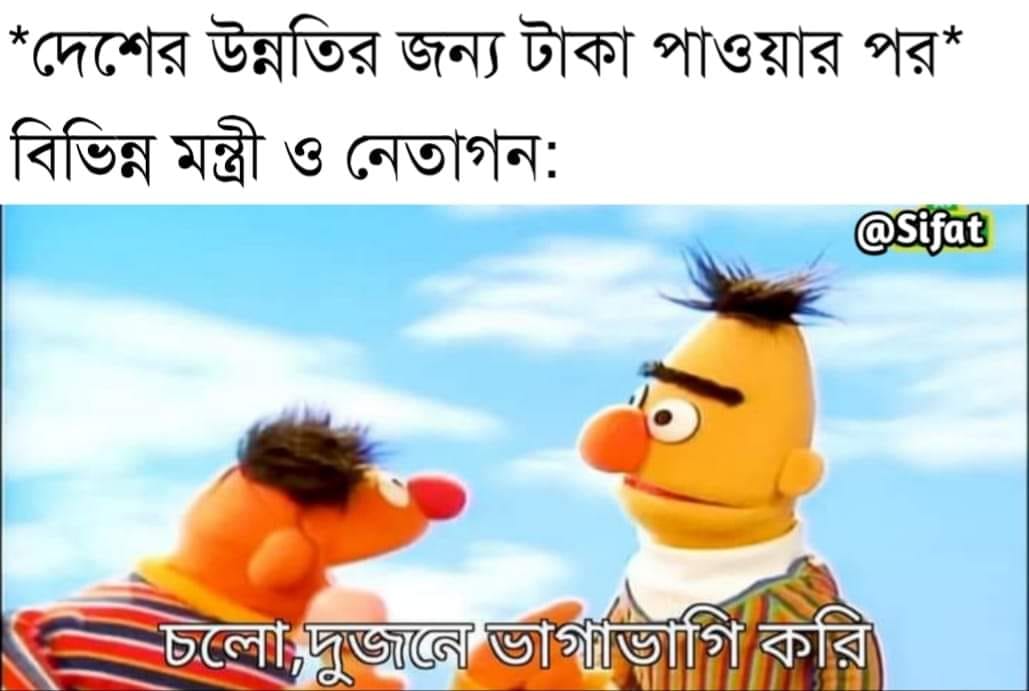 *দেশের উন্নতির জন্য টাকা পাওয়ার পর*
বিভিন্ন মন্ত্রী ও নেতাগন:
@Sifat
চলো,দুজনে ভাগাভাগি করি